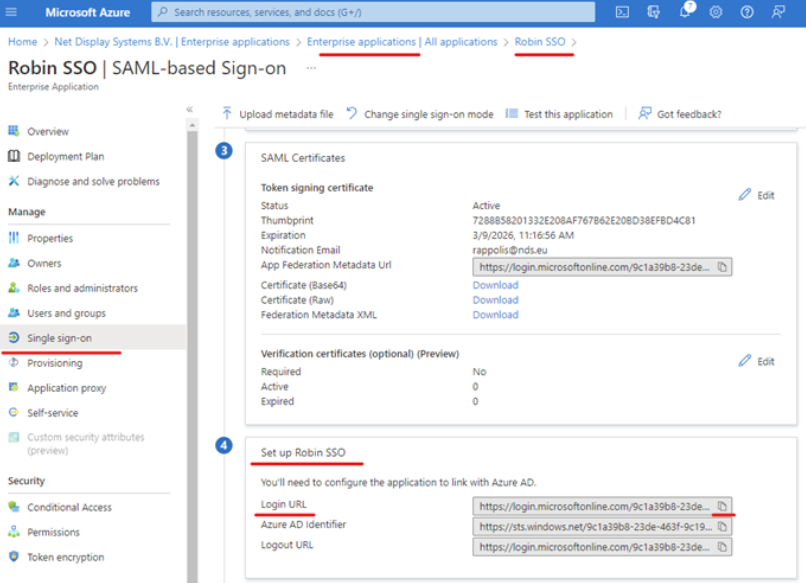 Microsoft Azure
Search resources, services, and docs (G+/)
7
Home > Net Display Systems B.V. | Enterprise applications > Enterprise applications | All applications > Robin SSO >
Robin SSO | SAML-based Sign-on ...
Enterprise Application
Upload metadata file Change single sign-on mode Test this application Got feedback?
Overview
Deployment Plan
Diagnose and solve problems
Manage
Properties
Owners
Roles and administrators
Users and groups
Single sign-on
Provisioning
Application proxy
Self-service
Custom security attributes
(preview)
Security
Conditional Access
Permissions
Token encryption
3
SAML Certificates
Token signing certificate
Edit
Status Active
Thumbprint 7288B58201332E208AF767B62E20BD38EFBD4C81
Expiration 3/9/2026, 11:16:56 AM
Notification Email rappolis@nds.eu
App Federation Metadata Url https://login.microsoftonline.com/9c1a39b8-23de...
Certificate (Base64) Download
Certificate (Raw) Download
Federation Metadata XML Download
Verification certificates (optional) (Preview)
Edit
Required No
Active 0
Expired 0
4
Set up Robin SSO
You'll need to configure the application to link with Azure AD.
Login URL https://login.microsoftonline.com/9c1a39b8-23de...
Azure AD Identifier https://sts.windows.net/9c1a39b8-23de-463f-9c19...
Logout URL https://login.microsoftonline.com/9c1a39b8-23de...